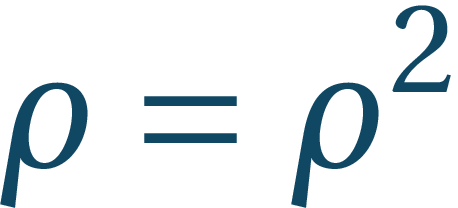 ρ = ρ²